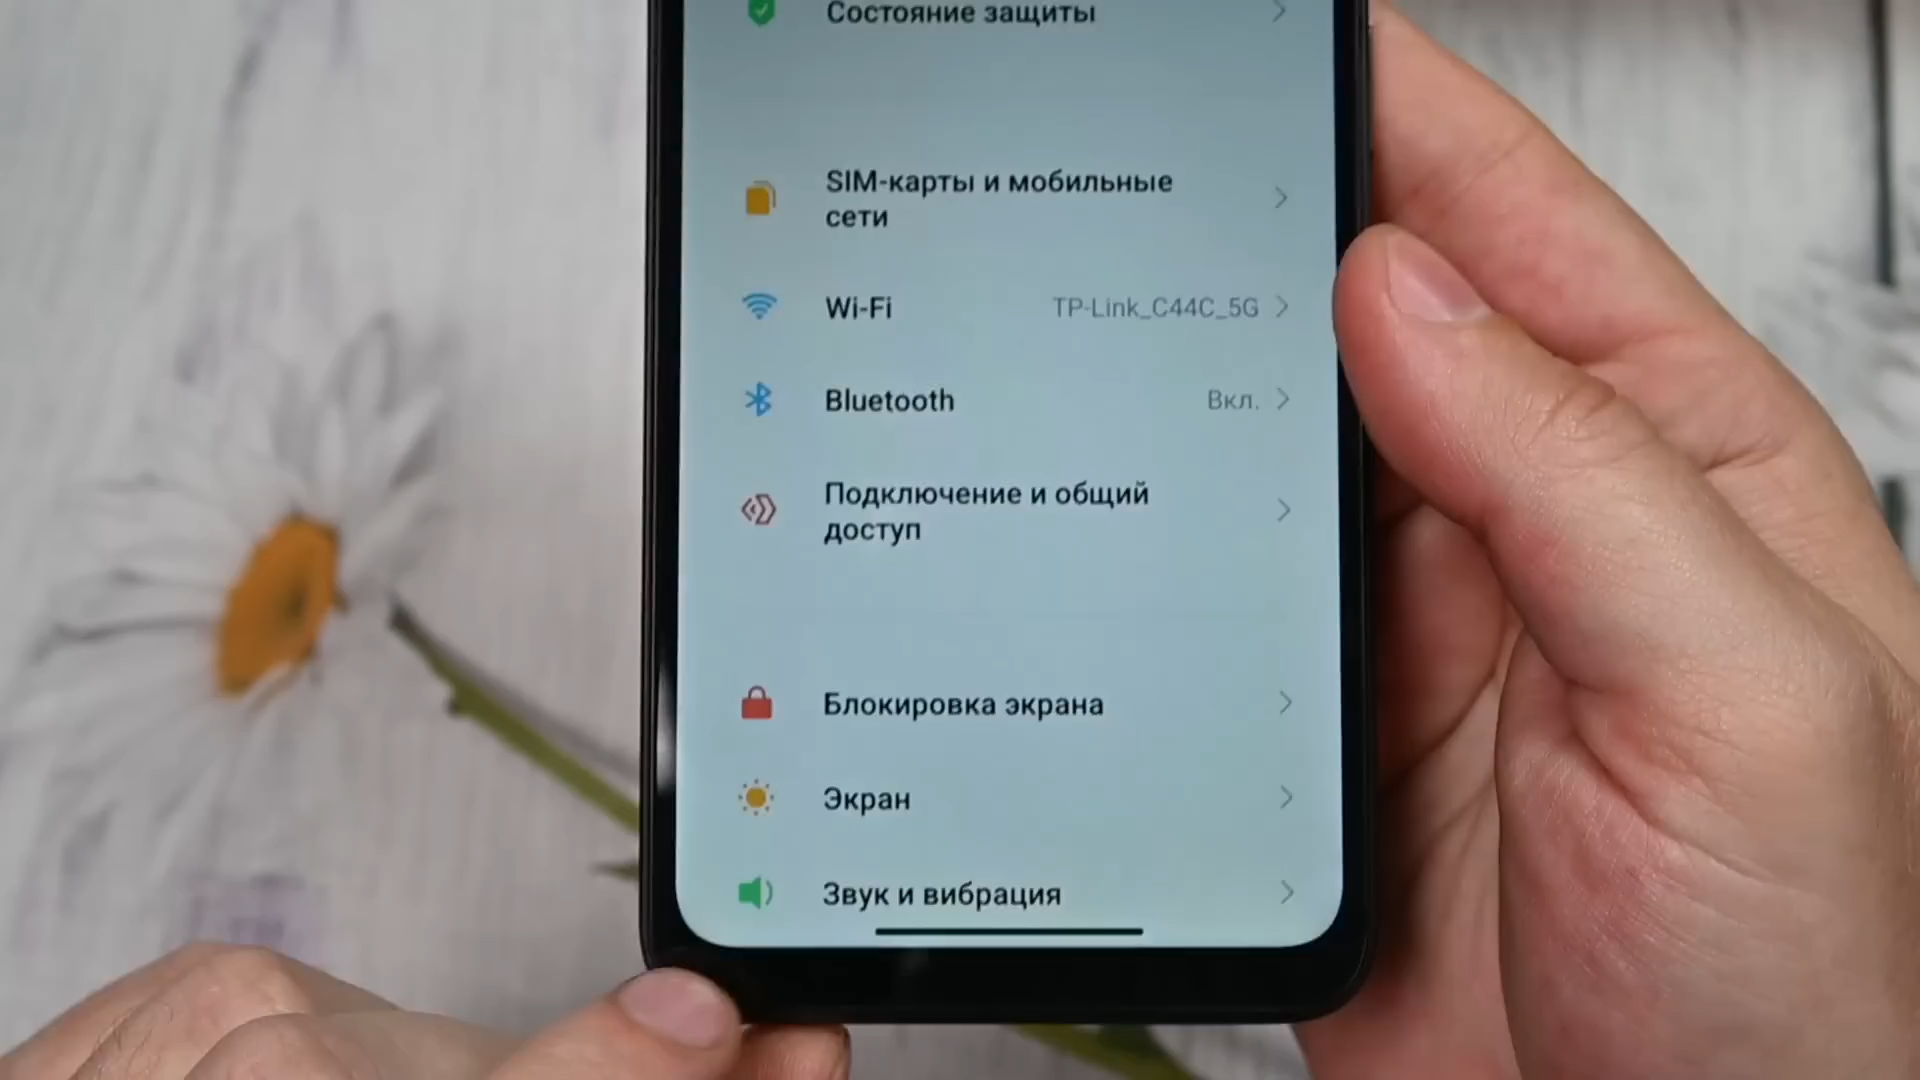 Состояние защиты
SIM-карты и мобильные
сети
Wi-Fi TP-Link_C44C_5G
Bluetooth Вкл.
Подключение и общий
доступ
Блокировка экрана
Экран
Звук и вибрация